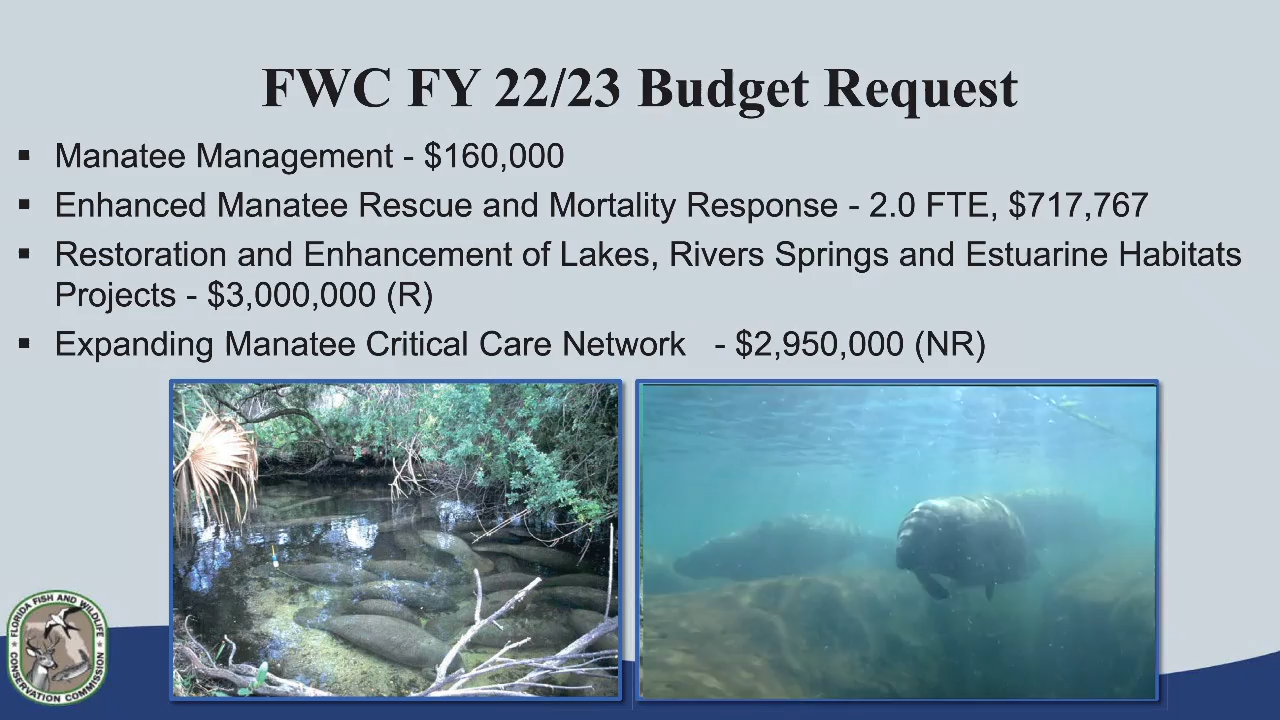 FWC FY 22/23 Budget Request
▪ Manatee Management - $160,000
▪ Enhanced Manatee Rescue and Mortality Response - 2.0 FTE, $717,767
▪ Restoration and Enhancement of Lakes, Rivers Springs and Estuarine Habitats
Projects - $3,000,000 (R)
▪ Expanding Manatee Critical Care Network - $2,950,000 (NR)
FLORIDA FISH AND WILDLIFE
CONSERVATION COMMISSION